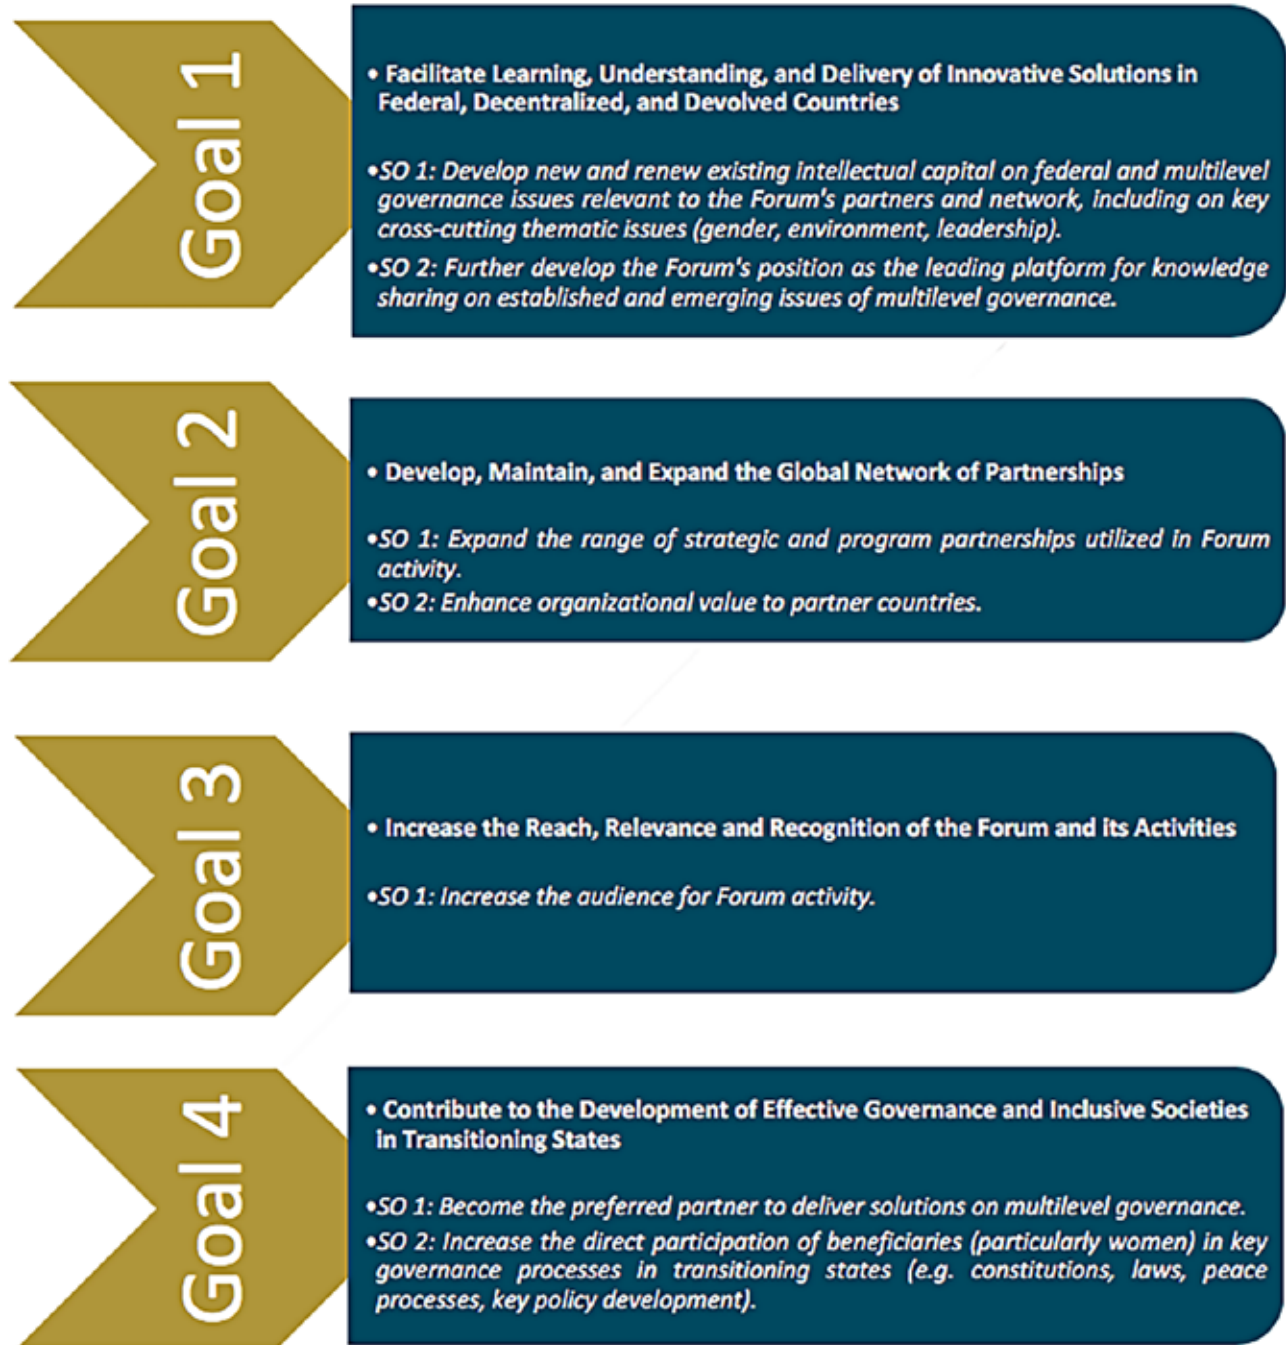 Goal 1
• Facilitate Learning, Understanding, and Delivery of Innovative Solutions in
Federal, Decentralized, and Devolved Countries
•SO 1: Develop new and renew existing intellectual capital on federal and multilevel
governance issues relevant to the Forum's partners and network, including on key
cross-cutting thematic issues (gender, environment, leadership).
•SO 2: Further develop the Forum's position as the leading platform for knowledge
sharing on established and emerging issues of multilevel governance.
Goal 2
• Develop, Maintain, and Expand the Global Network of Partnerships
•SO 1: Expand the range of strategic and program partnerships utilized in Forum
activity.
•SO 2: Enhance organizational value to partner countries.
Goal 3
• Increase the Reach, Relevance and Recognition of the Forum and its Activities
•SO 1: Increase the audience for Forum activity.
Goal 4
• Contribute to the Development of Effective Governance and Inclusive Societies
in Transitioning States
•SO 1: Become the preferred partner to deliver solutions on multilevel governance.
•SO 2: Increase the direct participation of beneficiaries (particularly women) in key
governance processes in transitioning states (e.g. constitutions, laws, peace
processes, key policy development).